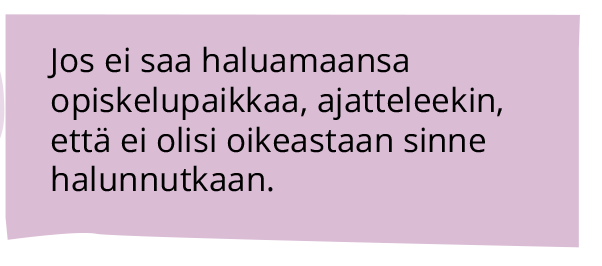 Jos ei saa haluamaansa
opiskelupaikkaa, ajatteleekin,
että ei olisi oikeastaan sinne
halunnutkaan.